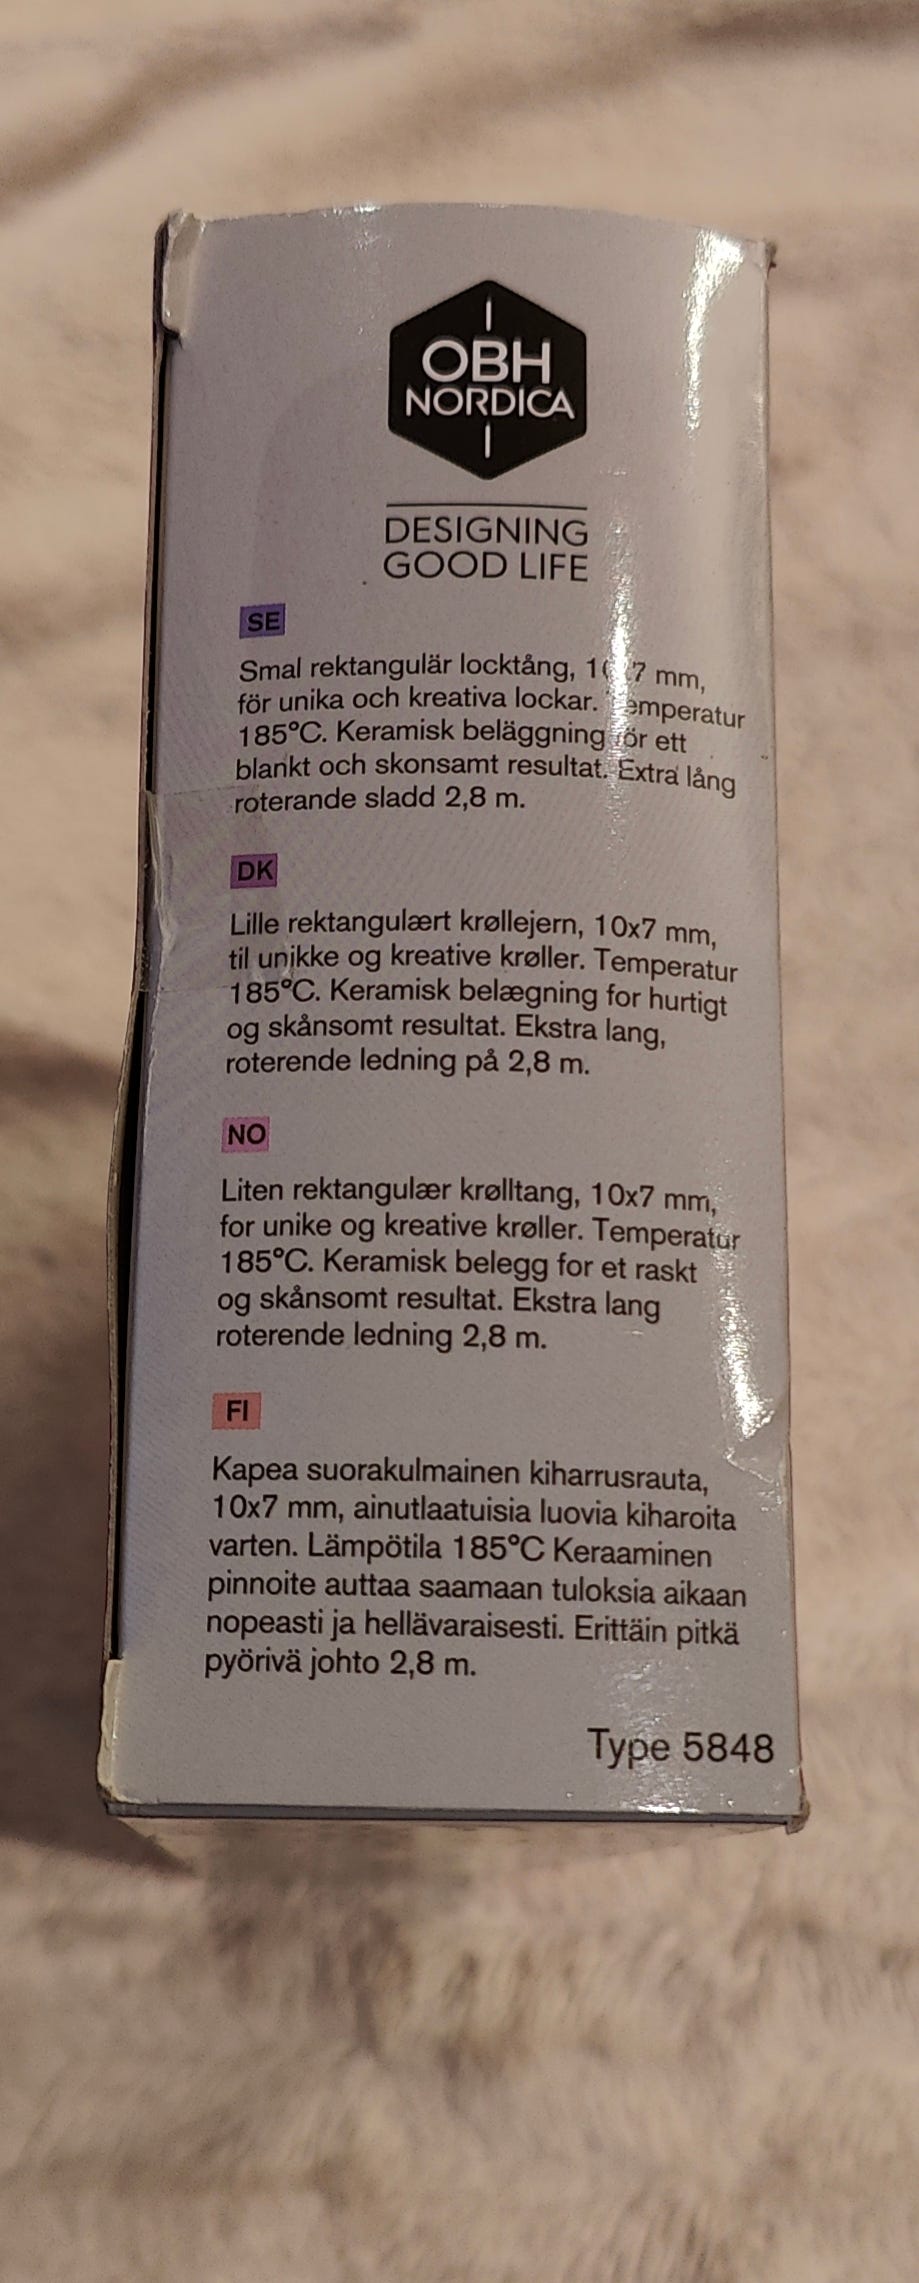 OBH
NORDICA
DESIGNING
GOOD LIFE
SE
Smal rektangulär locktång, 10x7 mm,
för unika och kreativa lockar. Temperatur
185°C. Keramisk beläggning för ett
blankt och skonsamt resultat. Extra lång
roterande sladd 2,8 m.
DK
Lille rektangulært krøllejern, 10x7 mm,
til unikke og kreative krøller. Temperatur
185°C. Keramisk belægning for hurtigt
og skånsomt resultat. Ekstra lang,
roterende ledning på 2,8 m.
NO
Liten rektangulær krølltang, 10x7 mm,
for unike og kreative krøller. Temperatur
185°C. Keramisk belegg for et raskt
og skånsomt resultat. Ekstra lang
roterende ledning 2,8 m.
FI
Kapea suorakulmainen kiharrusrauta,
10x7 mm, ainutlaatuisia luovia kiharoita
varten. Lämpötila 185°C Keraaminen
pinnoite auttaa saamaan tuloksia aikaan
nopeasti ja hellävaraisesti. Erittäin pitkä
pyörivä johto 2,8 m.
Type 5848